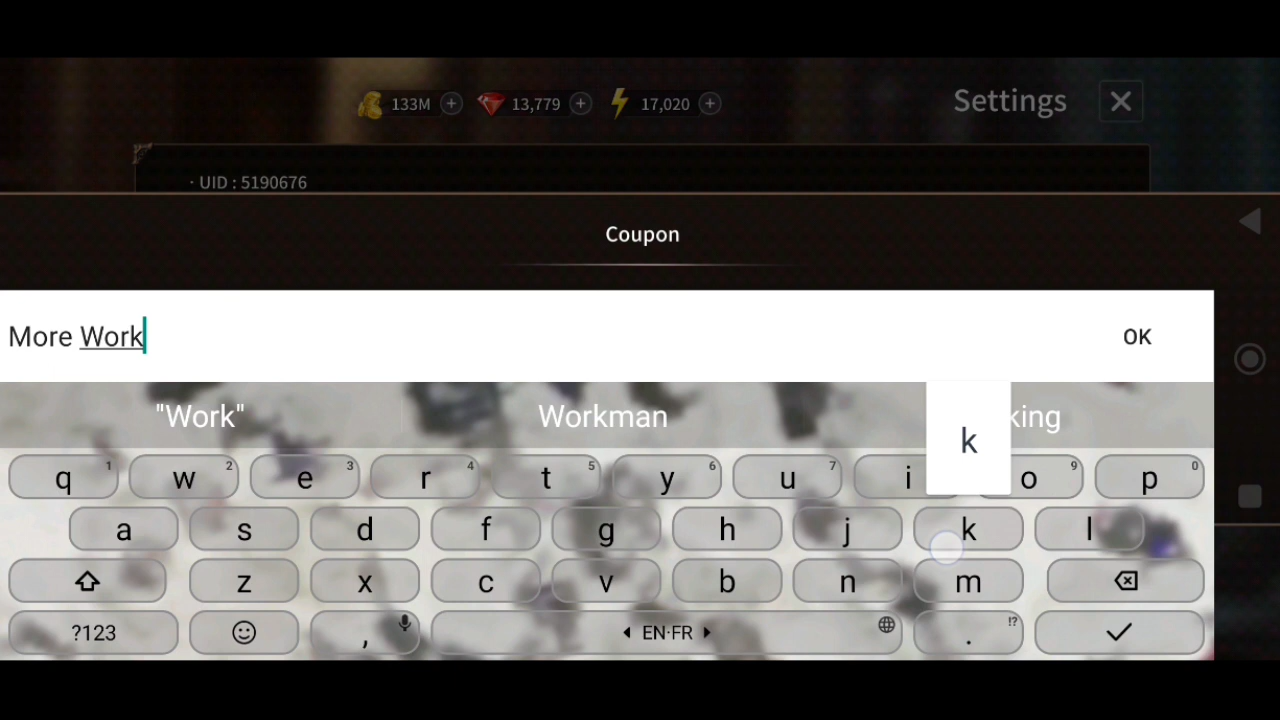 133M + 13,779 + 17,020 +
Settings
· UID : 5190676
Coupon
More Work
OK
"Work" Workman king
k
q 1 w 2 e 3 r 4 t 5 y 6 u 7 i o 9 p 0
a s d f g h j k l
z x c v b n m
?123 , EN·FR . !?